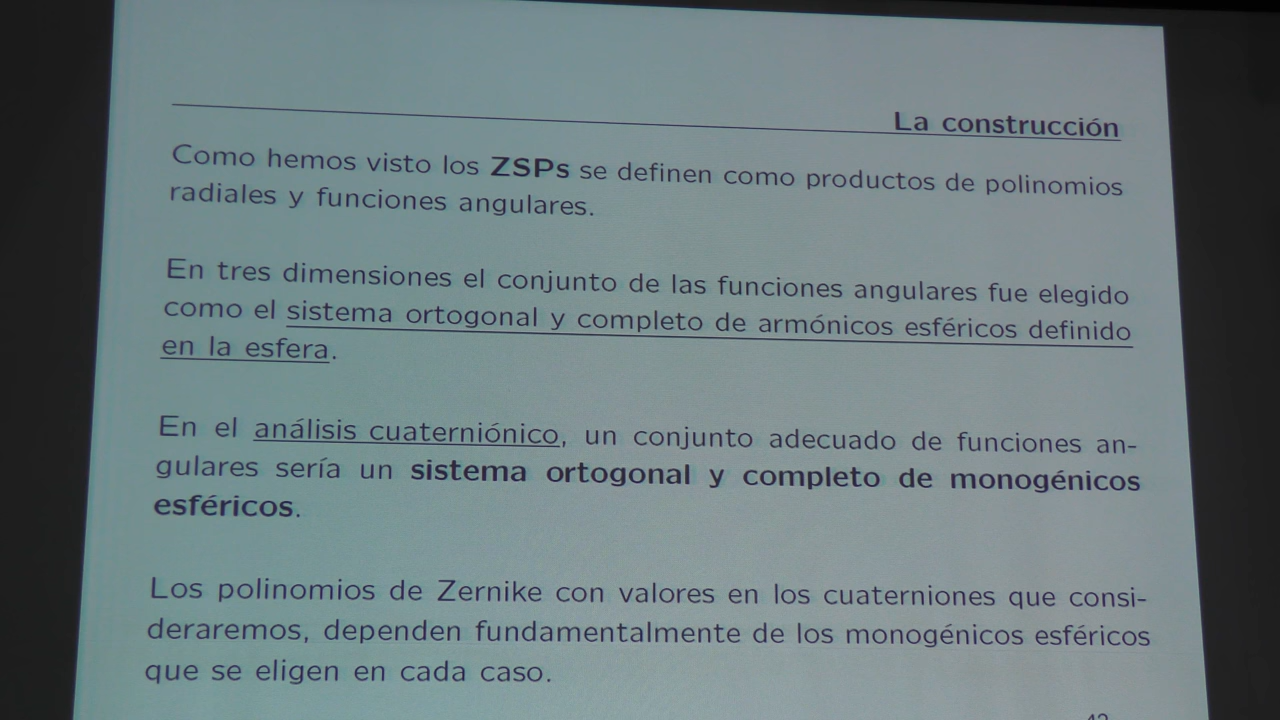 La construcción
Como hemos visto los ZSPs se definen como productos de polinomios
radiales y funciones angulares.
En tres dimensiones el conjunto de las funciones angulares fue elegido
como el sistema ortogonal y completo de armónicos esféricos definido
en la esfera.
En el análisis cuaterniónico, un conjunto adecuado de funciones an-
gulares sería un sistema ortogonal y completo de monogénicos
esféricos.
Los polinomios de Zernike con valores en los cuaterniones que consi-
deraremos, dependen fundamentalmente de los monogénicos esféricos
que se eligen en cada caso.